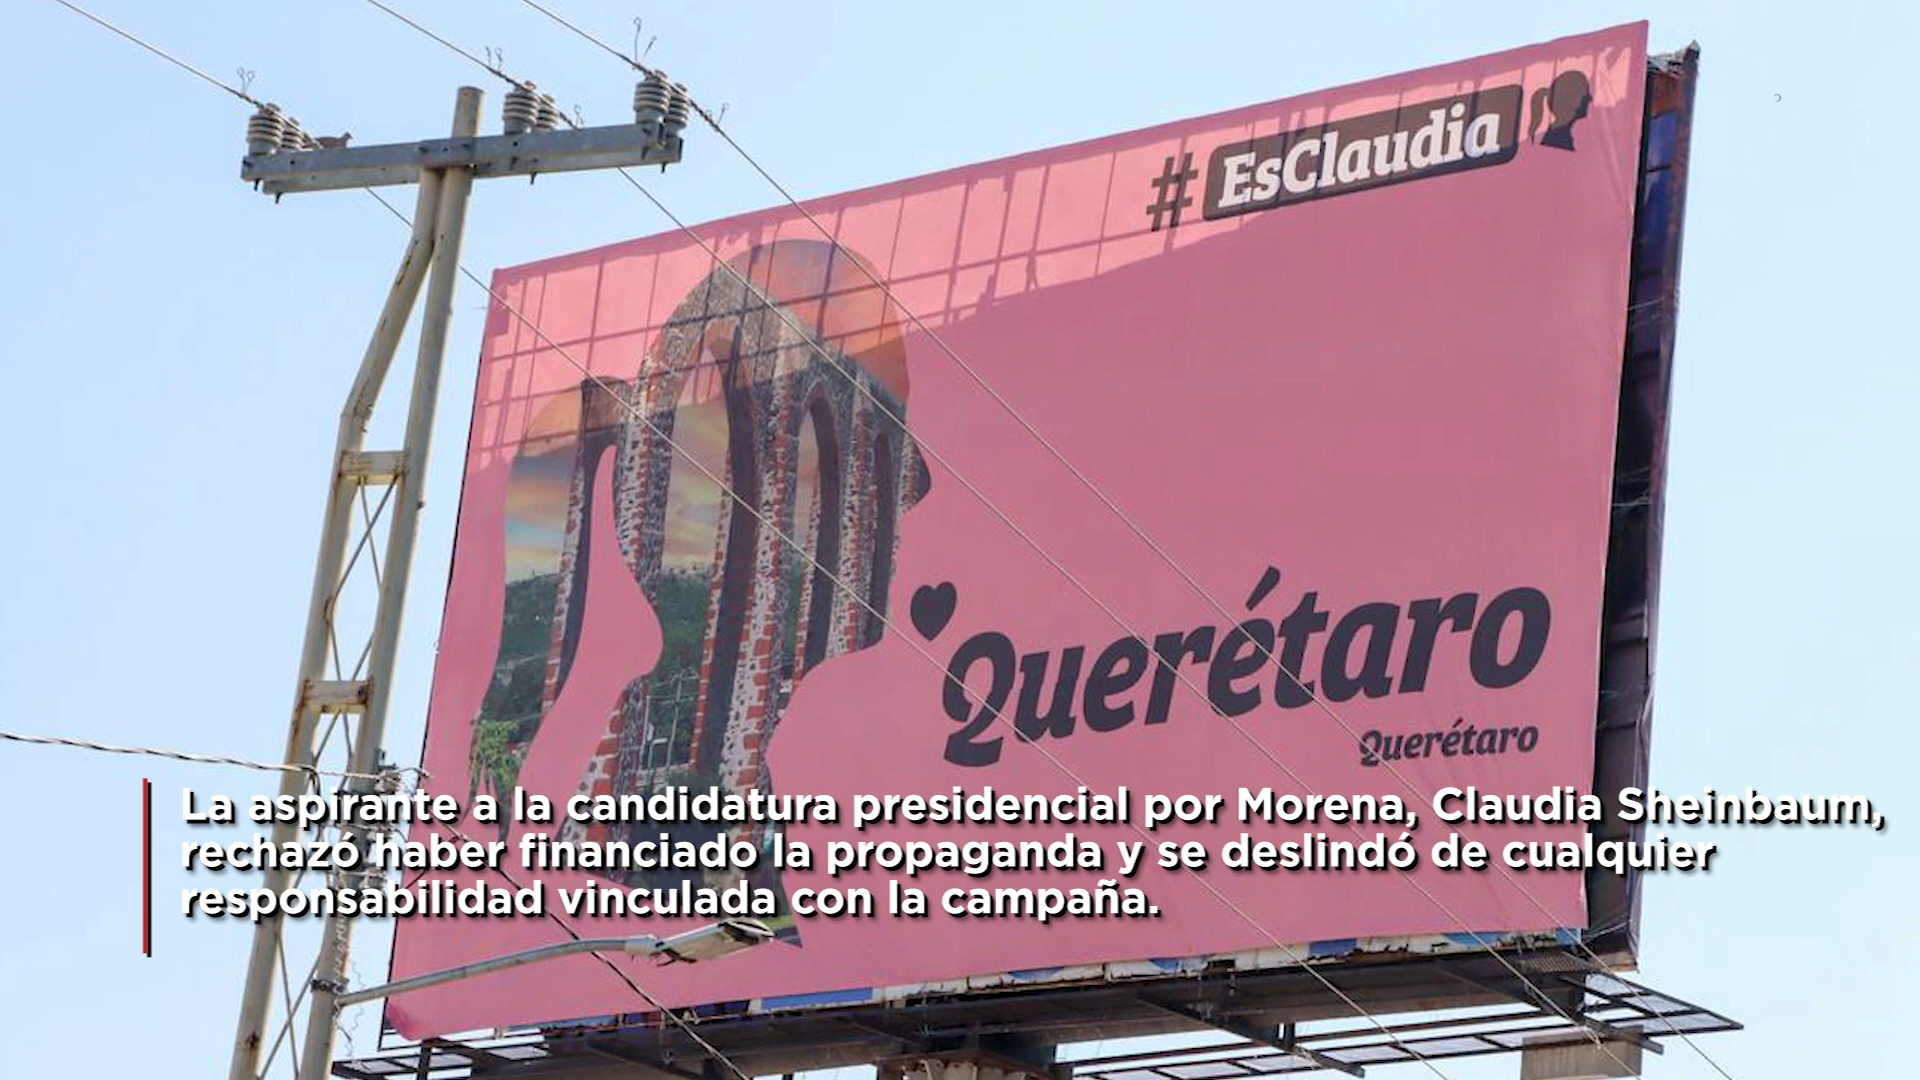 #EsClaudia
Querétaro
Querétaro
La aspirante a la candidatura presidencial por Morena, Claudia Sheinbaum,
rechazó haber financiado la propaganda y se deslindó de cualquier
responsabilidad vinculada con la campaña.